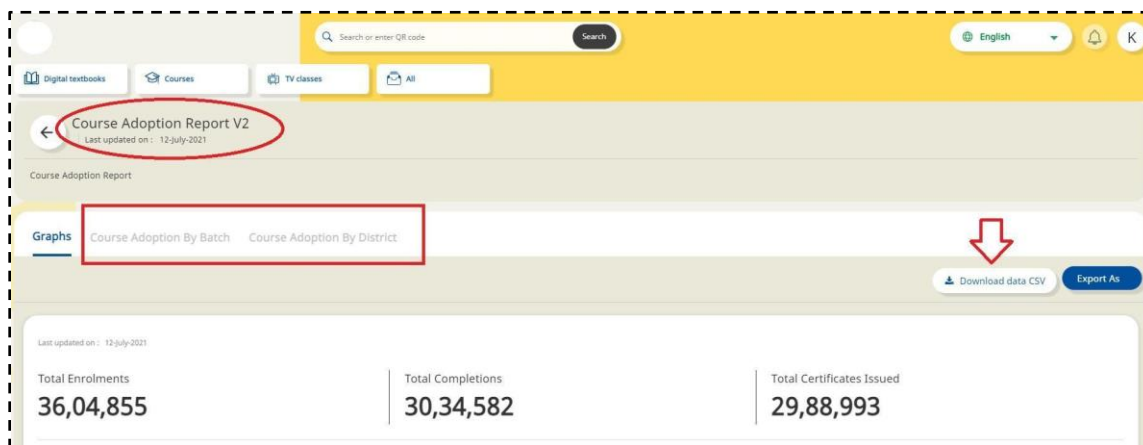 Search or enter QR code
Search
English
K
Digital textbooks
Courses
TV classes
All
Course Adoption Report V2
Last updated on : 12-July-2021
Course Adoption Report
Graphs
Course Adoption By Batch
Course Adoption By District
Download data CSV
Export As
Last updated on : 12-July-2021
Total Enrolments
36,04,855
Total Completions
30,34,582
Total Certificates Issued
29,88,993